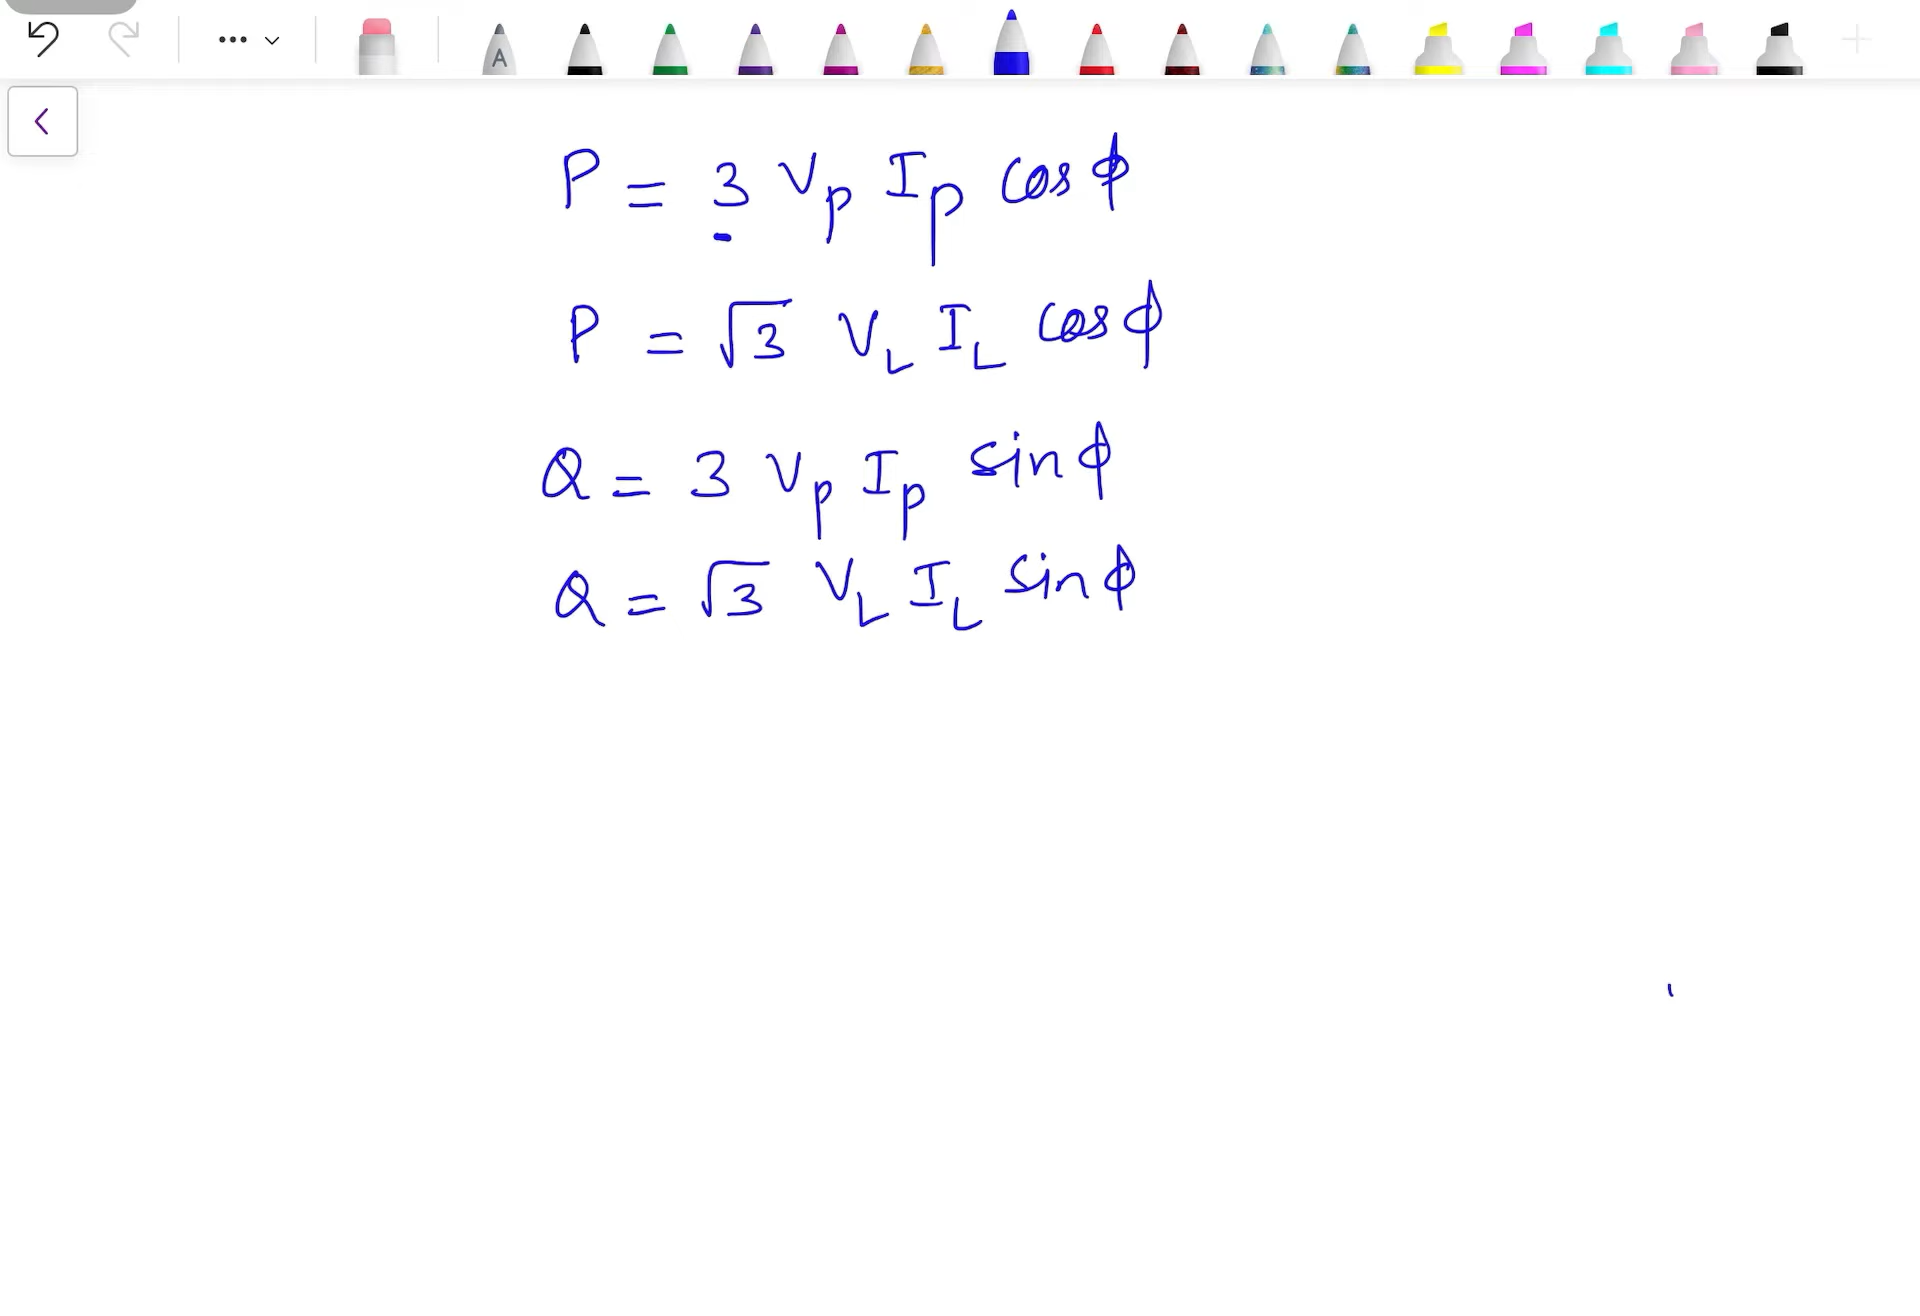 A
P = 3 Vp Ip cos ϕ
P = √3 VL IL cos ϕ
Q = 3 Vp Ip sin ϕ
Q = √3 VL IL sin ϕ